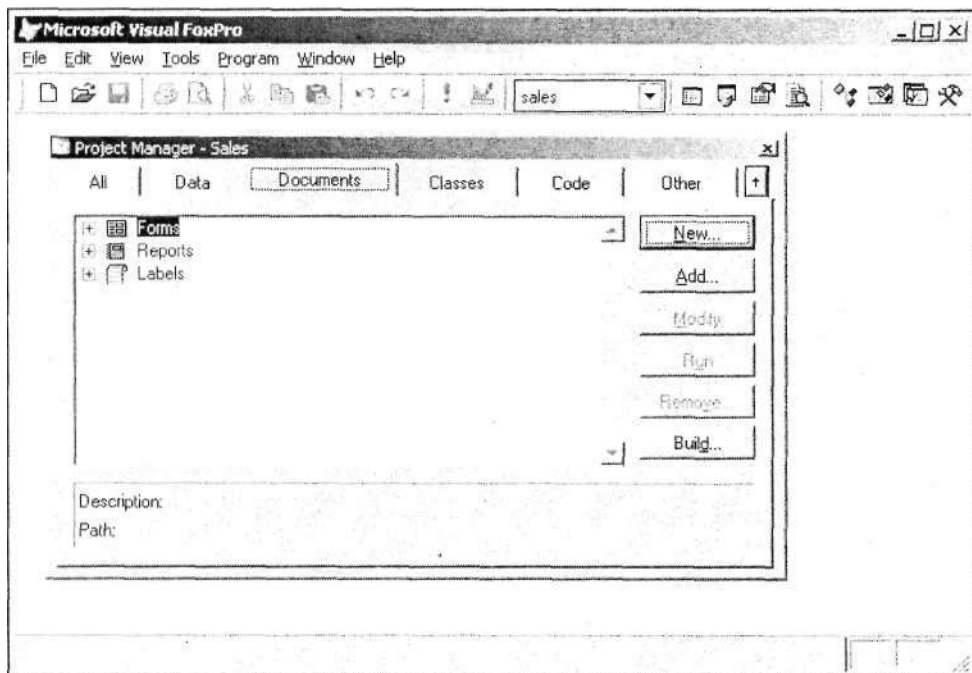 Microsoft Visual FoxPro
File Edit View Tools Program Window Help
sales
Project Manager - Sales
All Data Documents Classes Code Other
Forms
Reports
Labels
New...
Add...
Modify
Run
Remove...
Build...
Description:
Path: